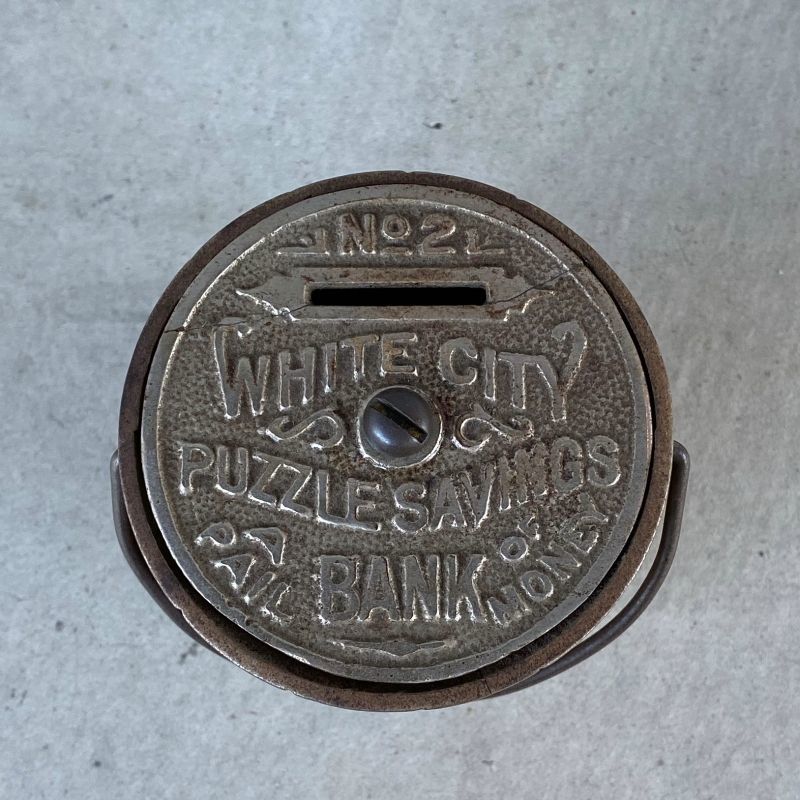 No 2
WHITE CITY
PUZZLE SAVINGS
BANK
A PAIL
OF MONEY